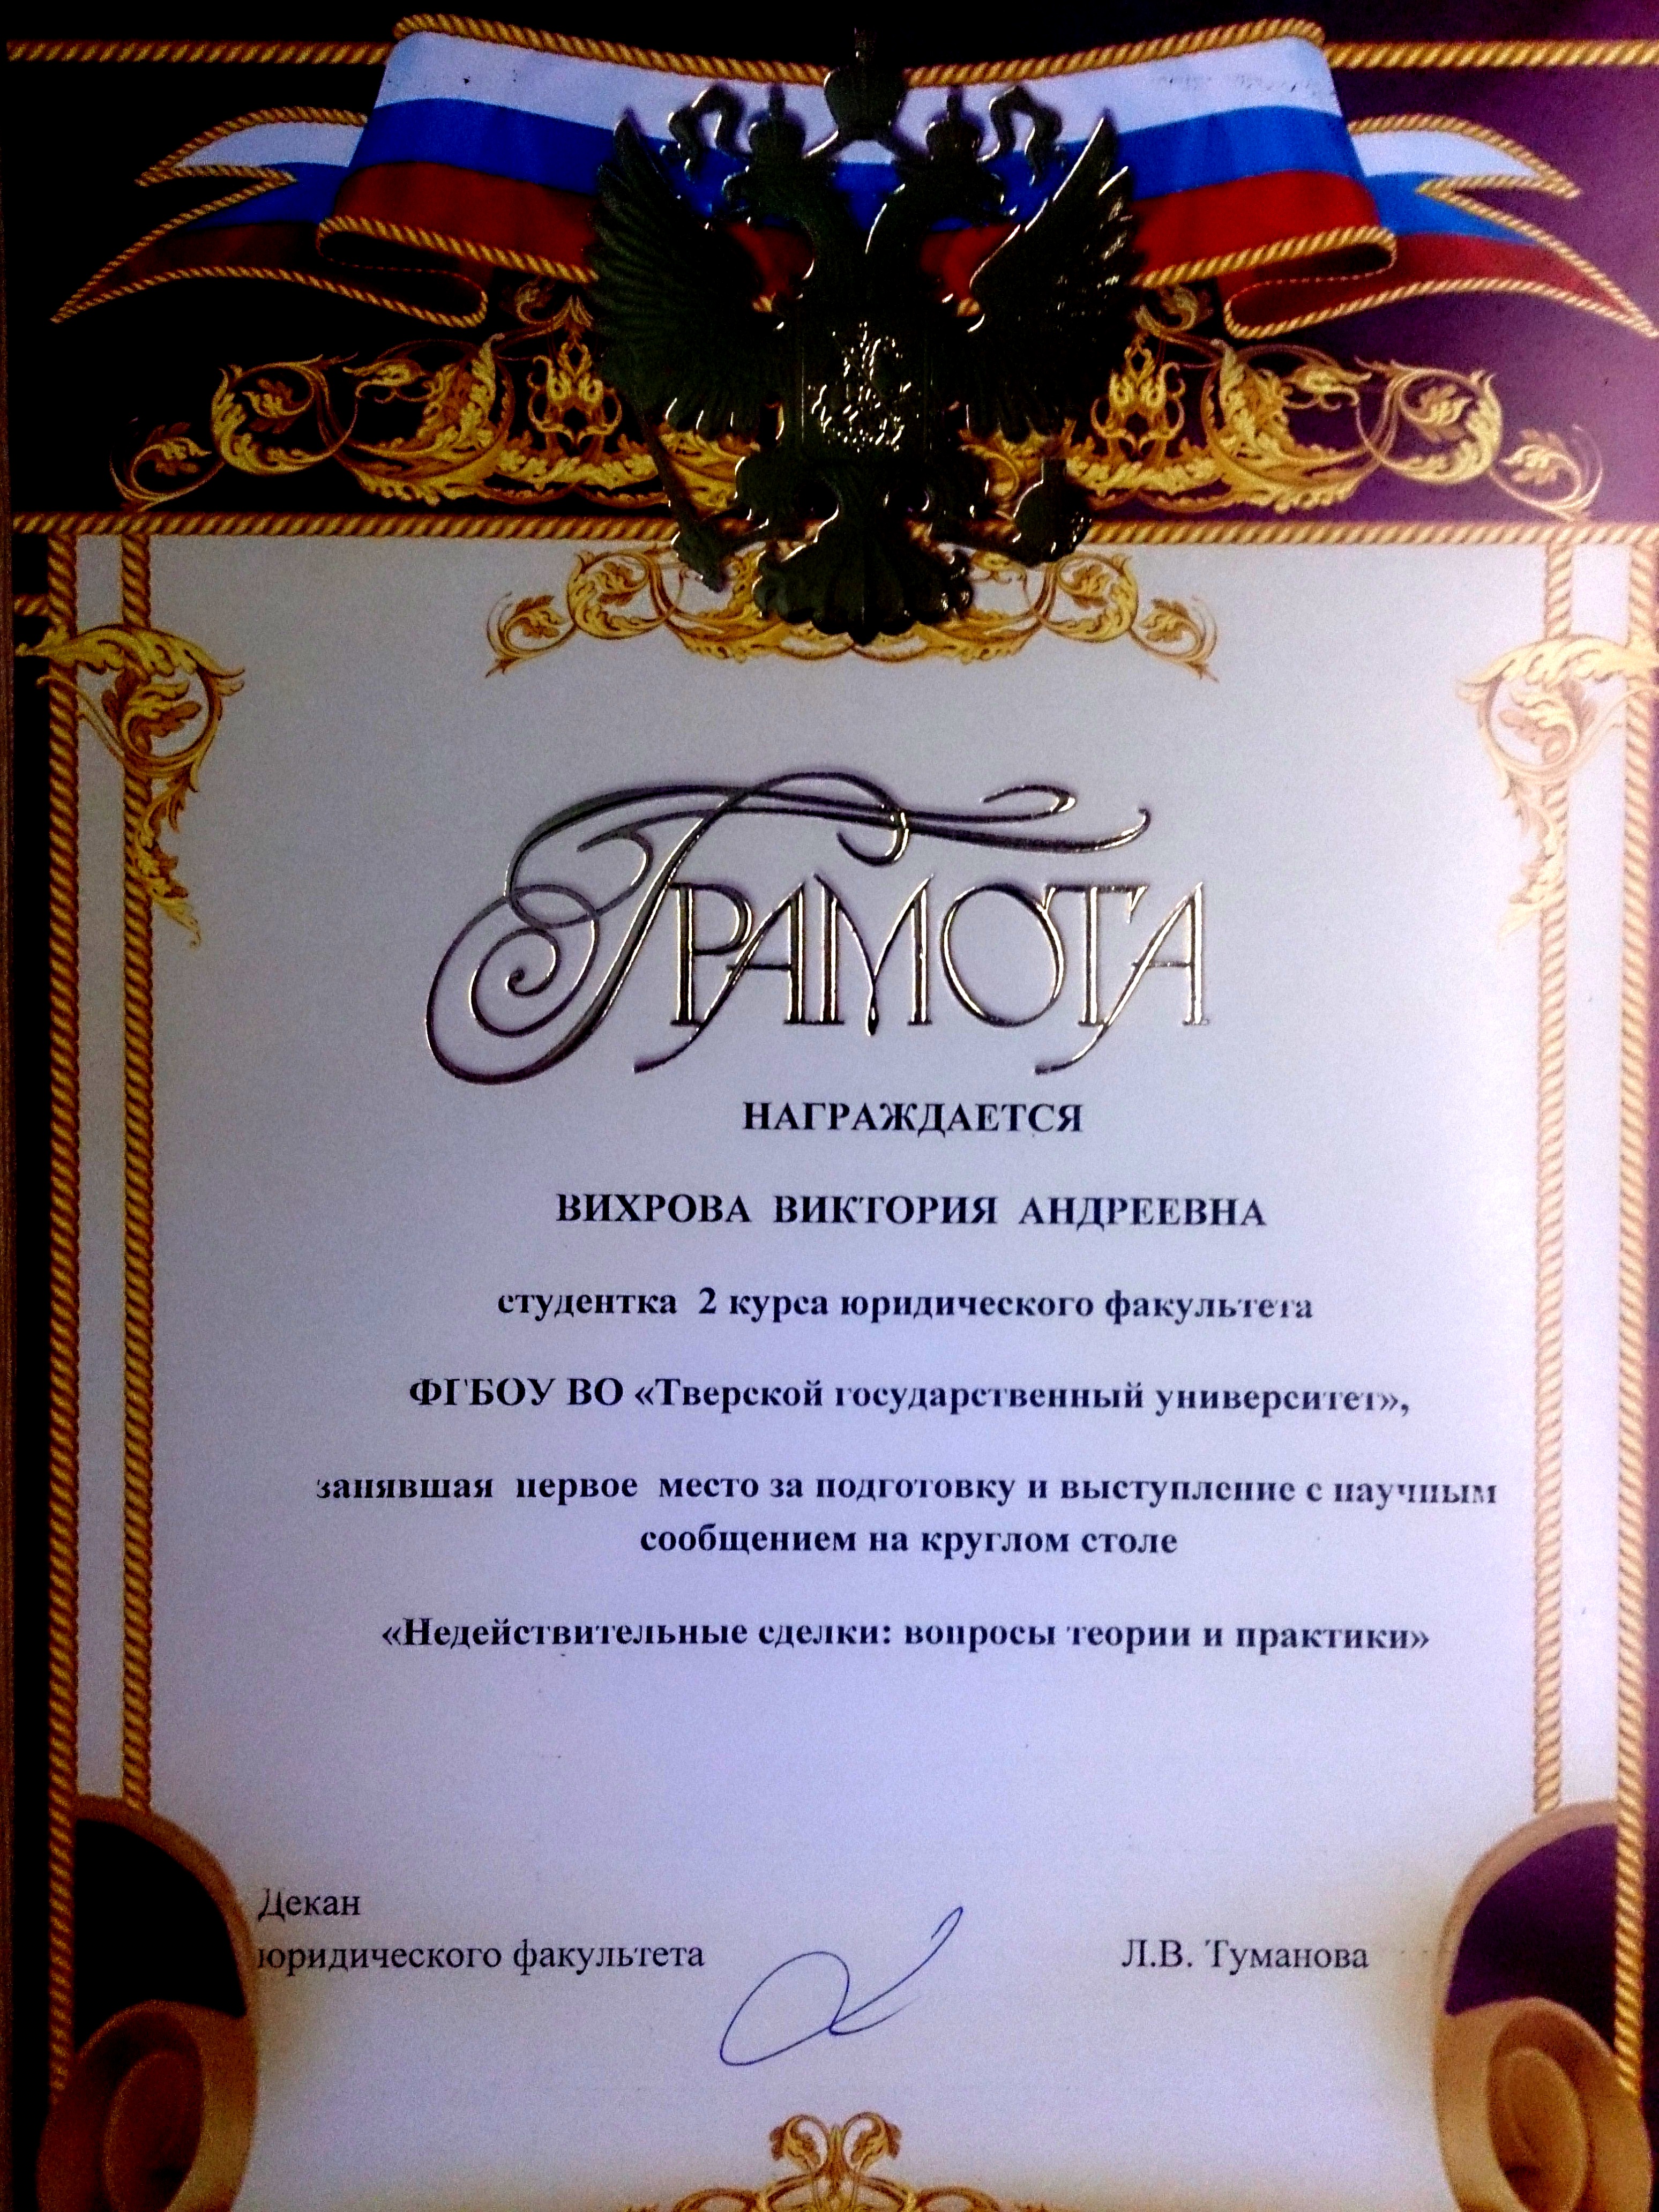 ГРАМОТА
НАГРАЖДАЕТСЯ
ВИХРОВА ВИКТОРИЯ АНДРЕЕВНА
студентка 2 курса юридического факультета
ФГБОУ ВО «Тверской государственный университет»,
занявшая первое место за подготовку и выступление с научным
сообщением на круглом столе
«Недействительные сделки: вопросы теории и практики»
Декан
юридического факультета Л.В. Туманова